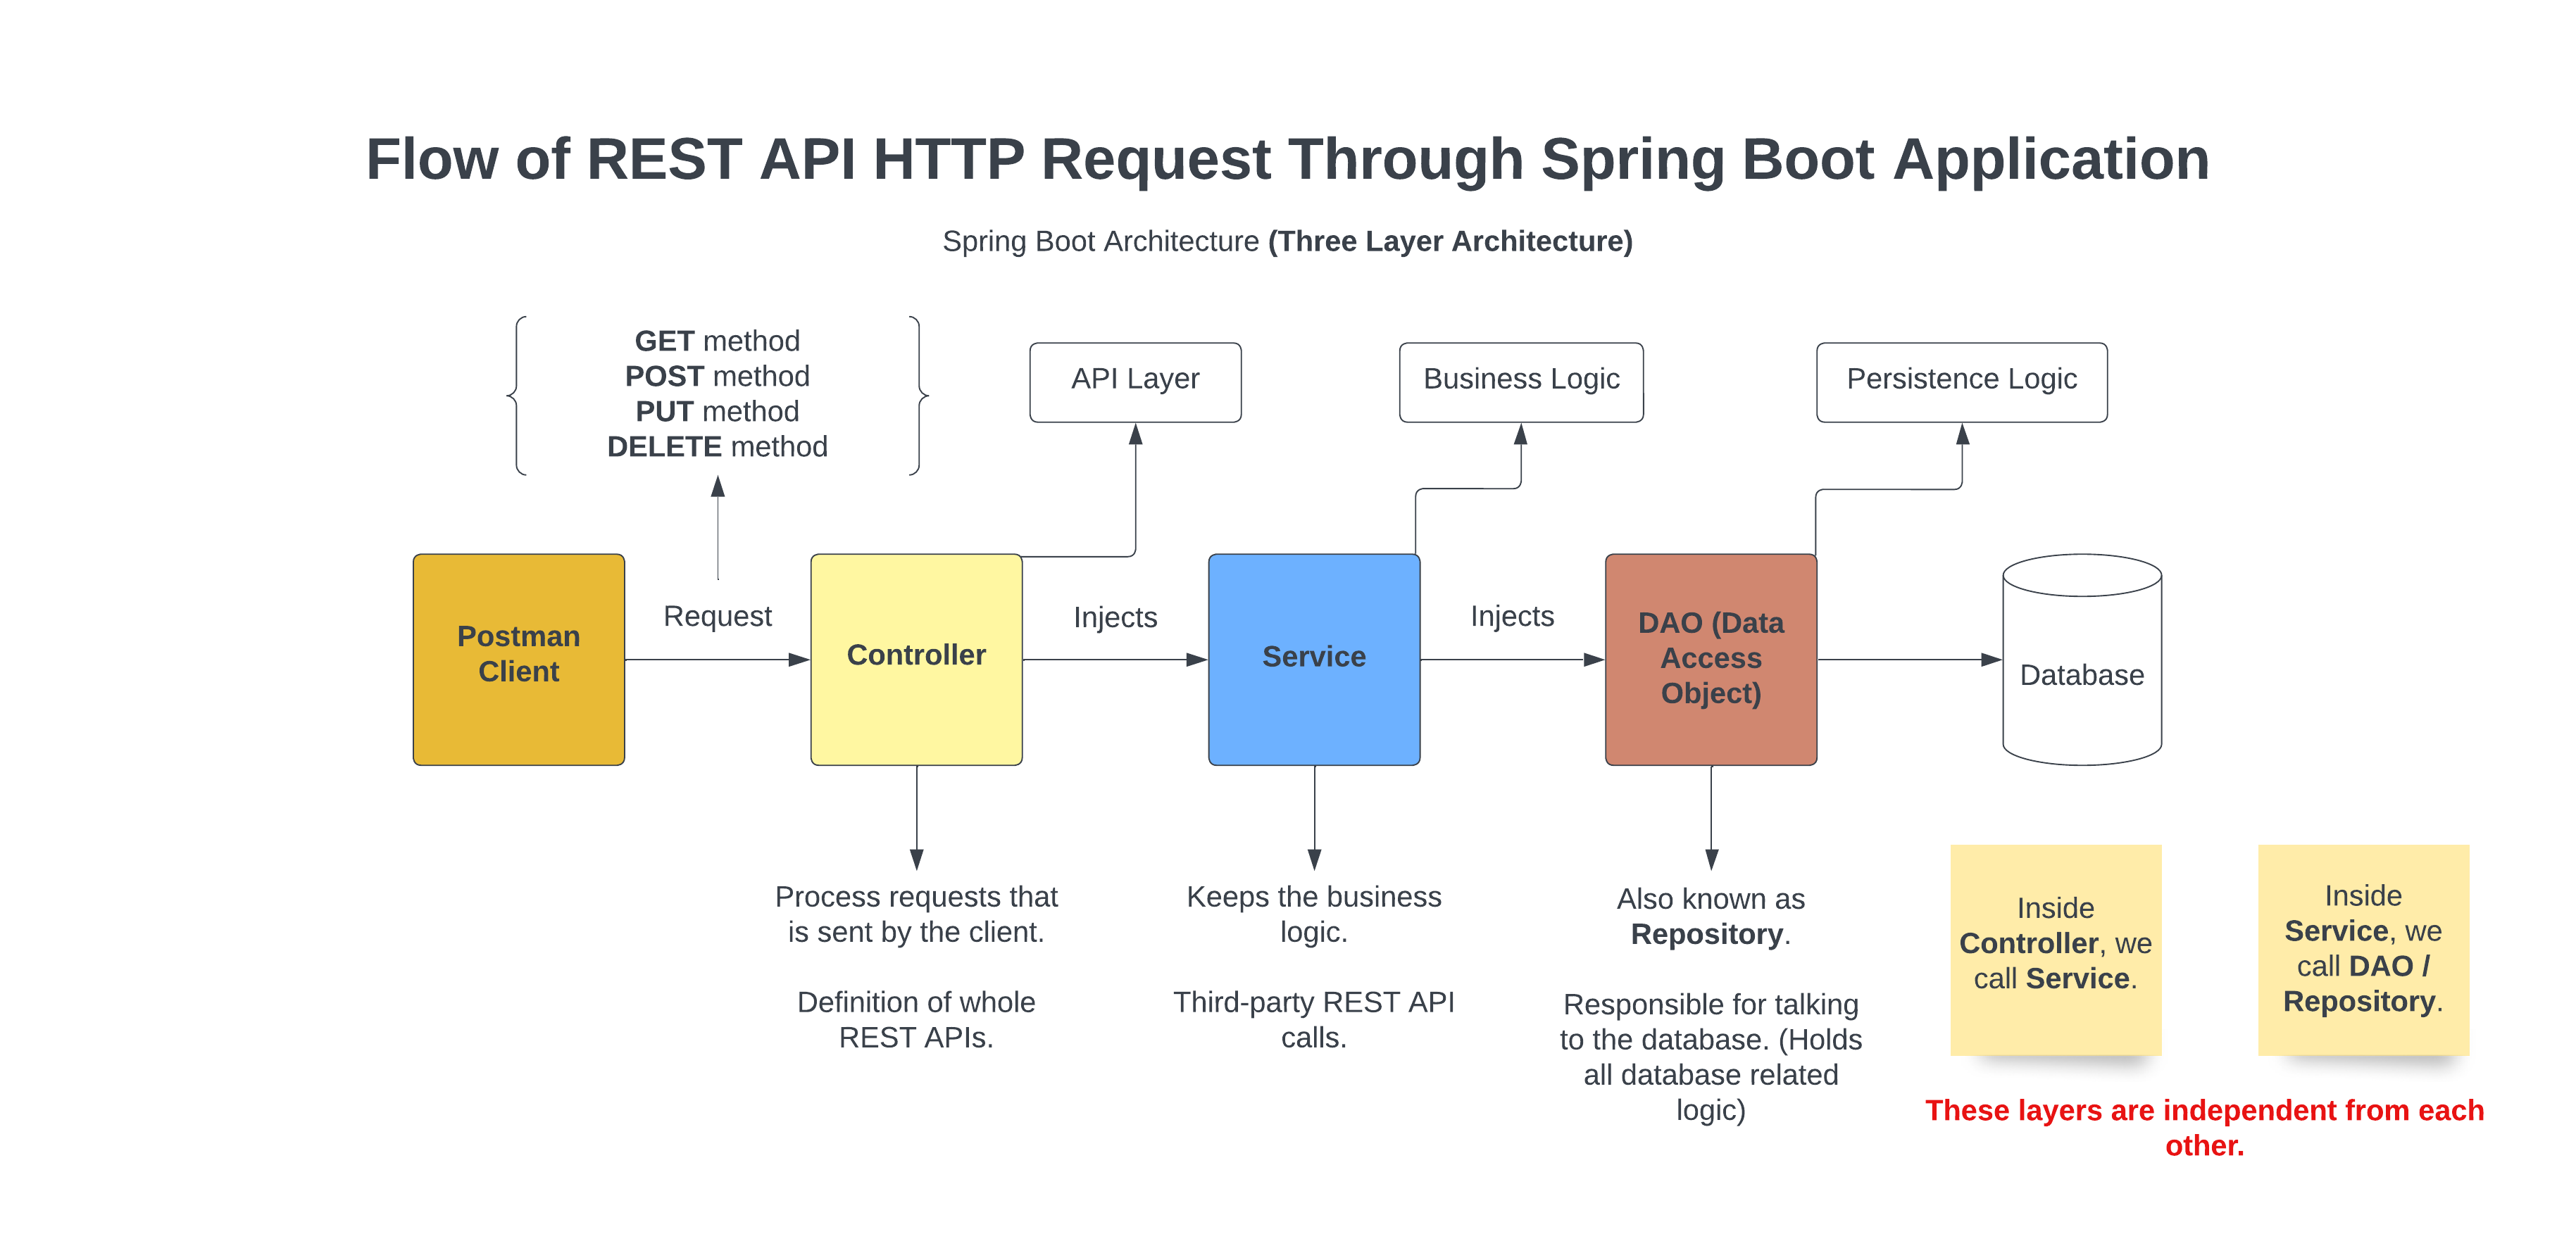 Flow of REST API HTTP Request Through Spring Boot Application
Spring Boot Architecture (Three Layer Architecture)
GET method
POST method
PUT method
DELETE method
API Layer
Business Logic
Persistence Logic
Postman
Client
Request
Controller
Injects
Service
Injects
DAO (Data
Access
Object)
Database
Process requests that
is sent by the client.
Definition of whole
REST APIs.
Keeps the business
logic.
Third-party REST API
calls.
Also known as
Repository.
Responsible for talking
to the database. (Holds
all database related
logic)
Inside
Controller, we
call Service.
Inside
Service, we
call DAO /
Repository.
These layers are independent from each
other.